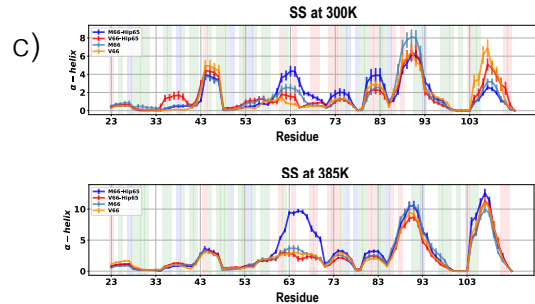 c)
SS at 300K
α-helix
8
6
4
2
0
M66-Hip65
V66-Hip65
M66
V66
23 33 43 53 63 73 83 93 103
Residue
SS at 385K
α-helix
10
5
0
M66-Hip65
V66-Hip65
M66
V66
23 33 43 53 63 73 83 93 103
Residue